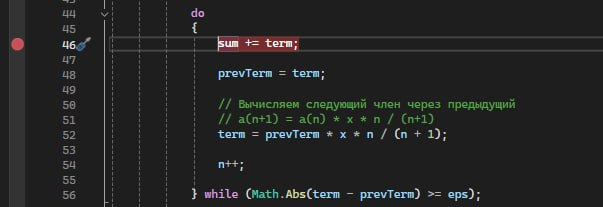 43
44 do
45 {
46 sum += term;
47
48 prevTerm = term;
49
50 // Вычисляем следующий член через предыдущий
51 // a(n+1) = a(n) * x * n / (n+1)
52 term = prevTerm * x * n / (n + 1);
53
54 n++;
55
56 } while (Math.Abs(term - prevTerm) >= eps);